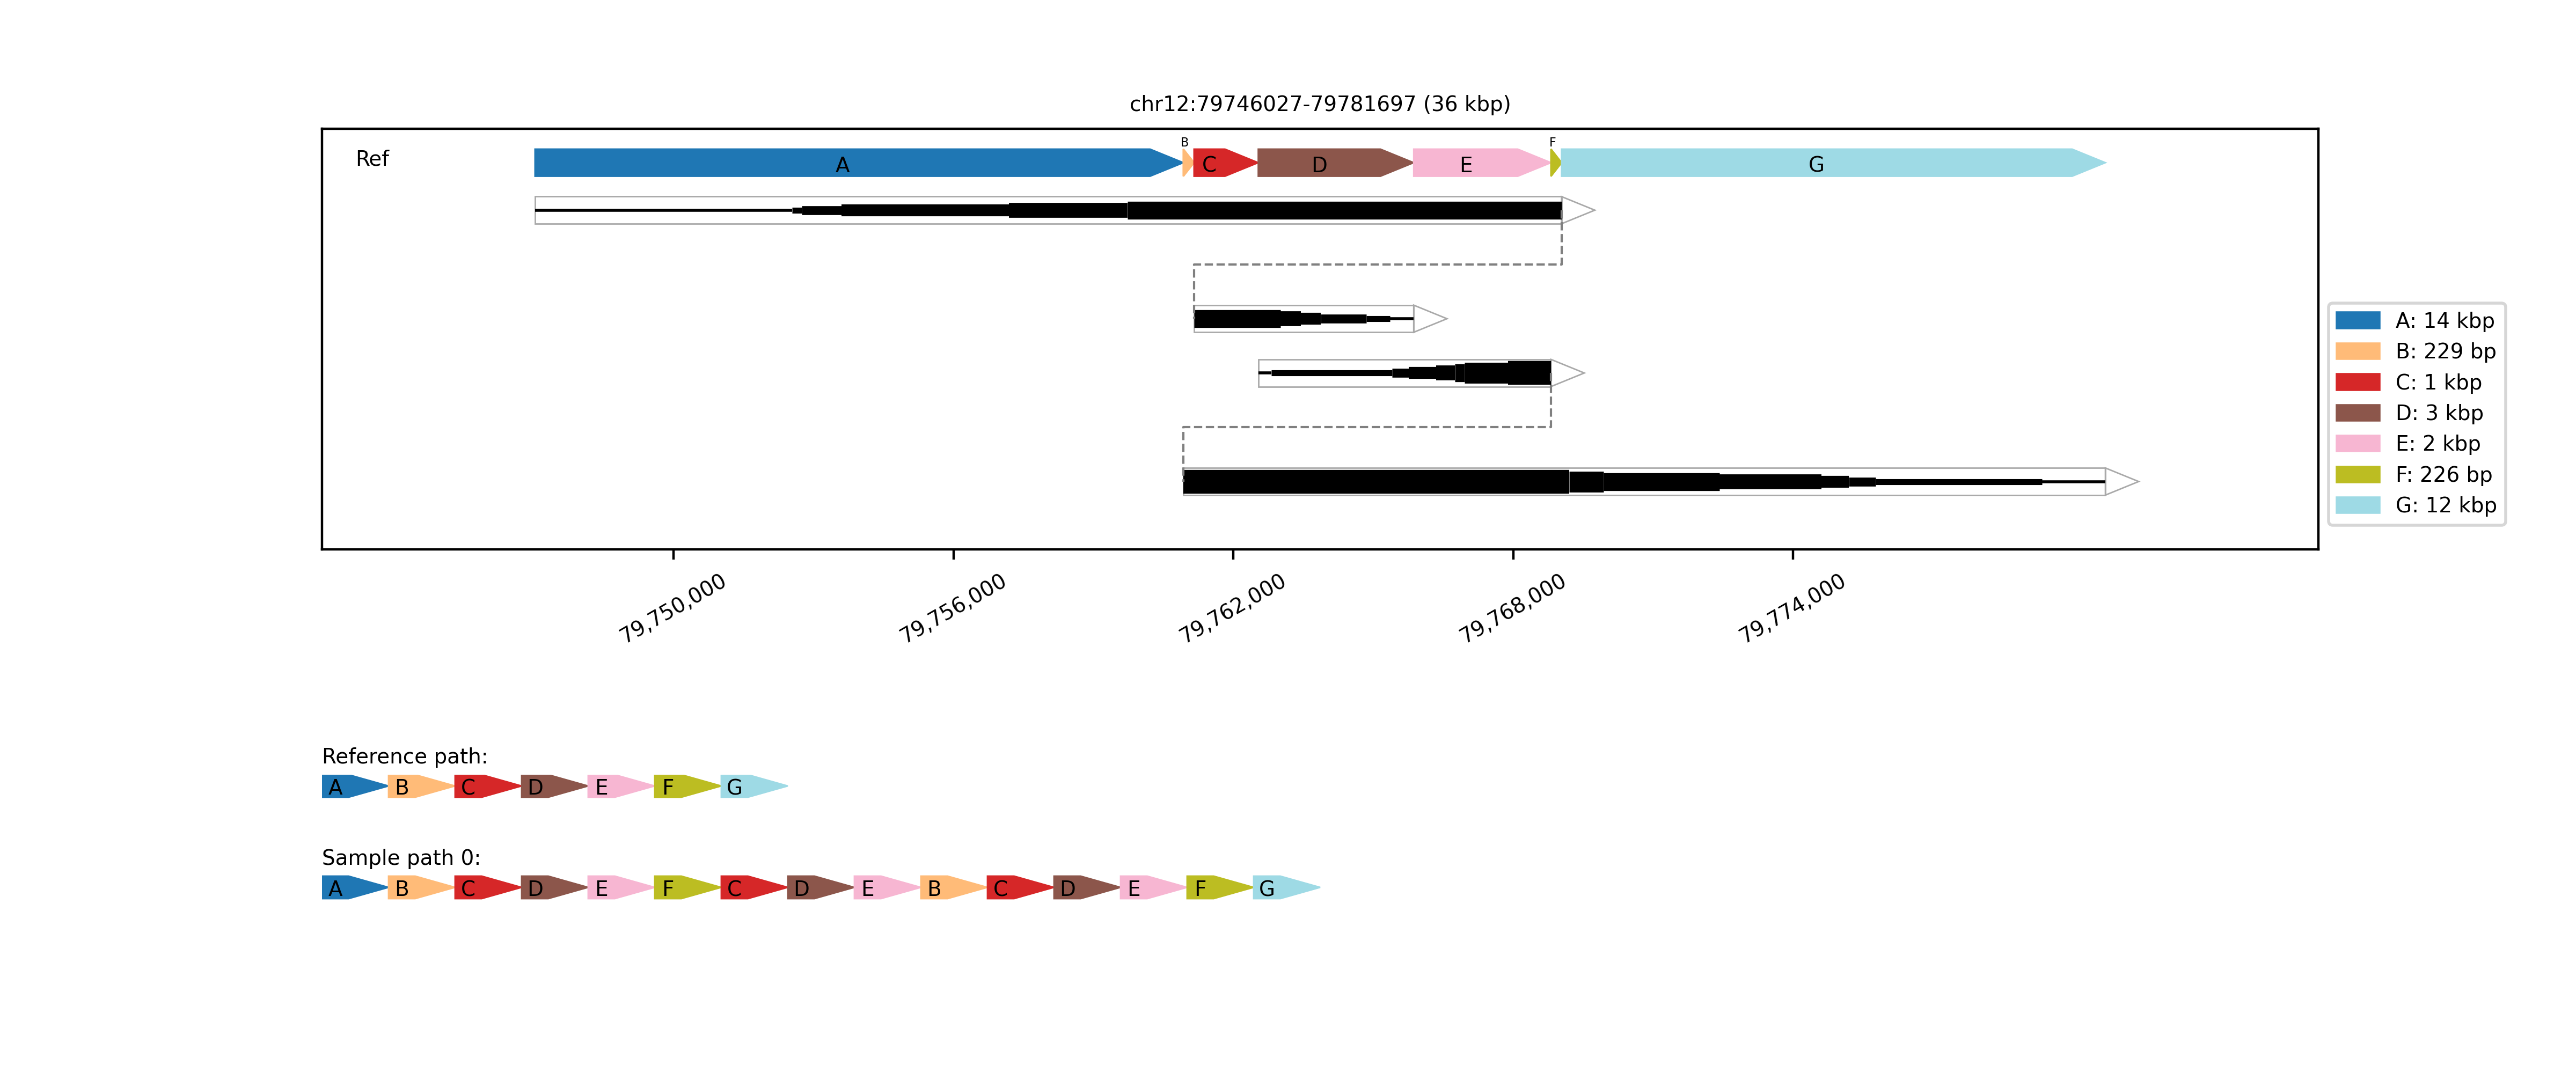 chr12:79746027-79781697 (36 kbp)
Ref
B
F
A
C
D
E
G
A: 14 kbp
B: 229 bp
C: 1 kbp
D: 3 kbp
E: 2 kbp
F: 226 bp
G: 12 kbp
79,750,000
79,756,000
79,762,000
79,768,000
79,774,000
Reference path:
A B C D E F G
Sample path 0:
A B C D E F C D E B C D E F G